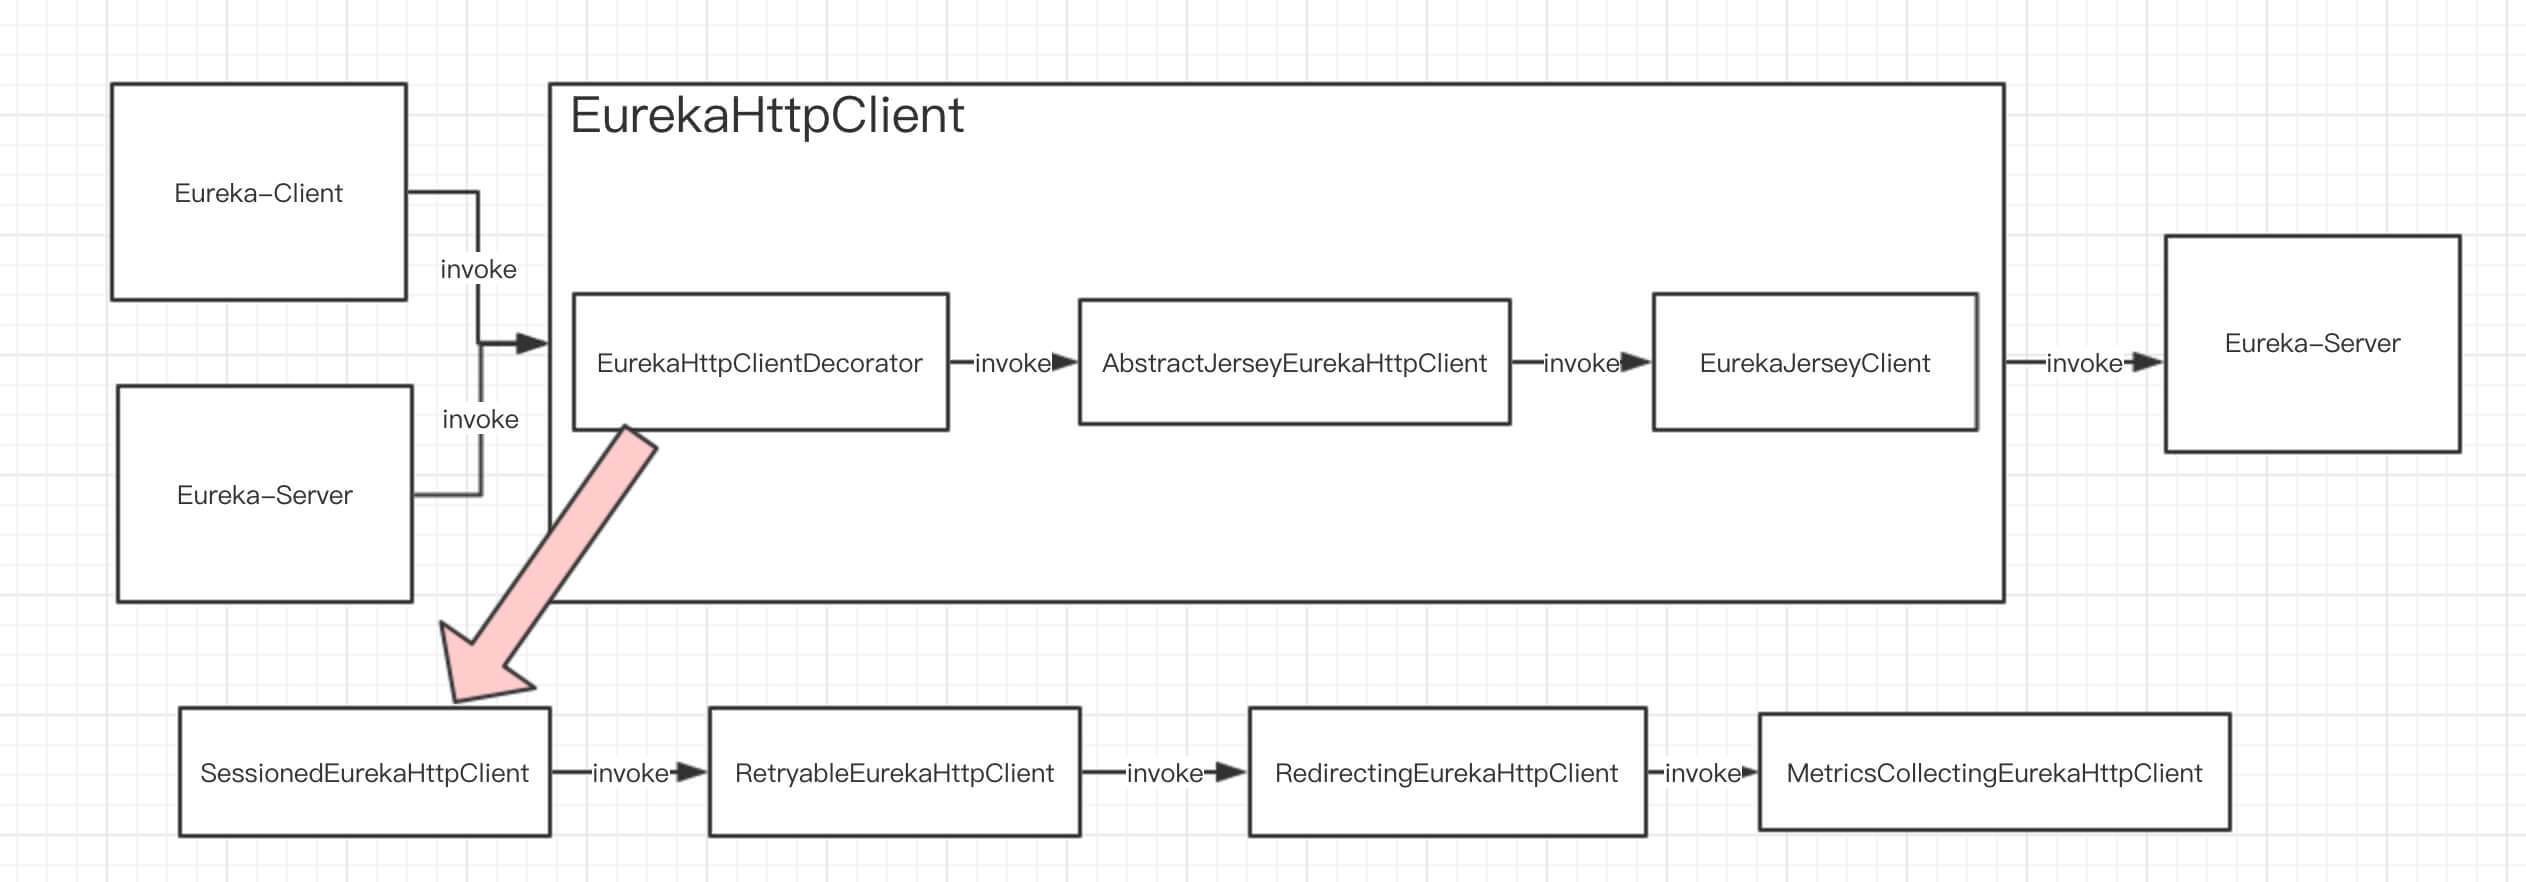 EurekaHttpClient
Eureka–Client
invoke
invoke
Eureka–Server
EurekaHttpClientDecorator
invoke
AbstractJerseyEurekaHttpClient
invoke
EurekaJerseyClient
invoke
Eureka–Server
SessionedEurekaHttpClient
invoke
RetryableEurekaHttpClient
invoke
RedirectingEurekaHttpClient
invoke
MetricsCollectingEurekaHttpClient